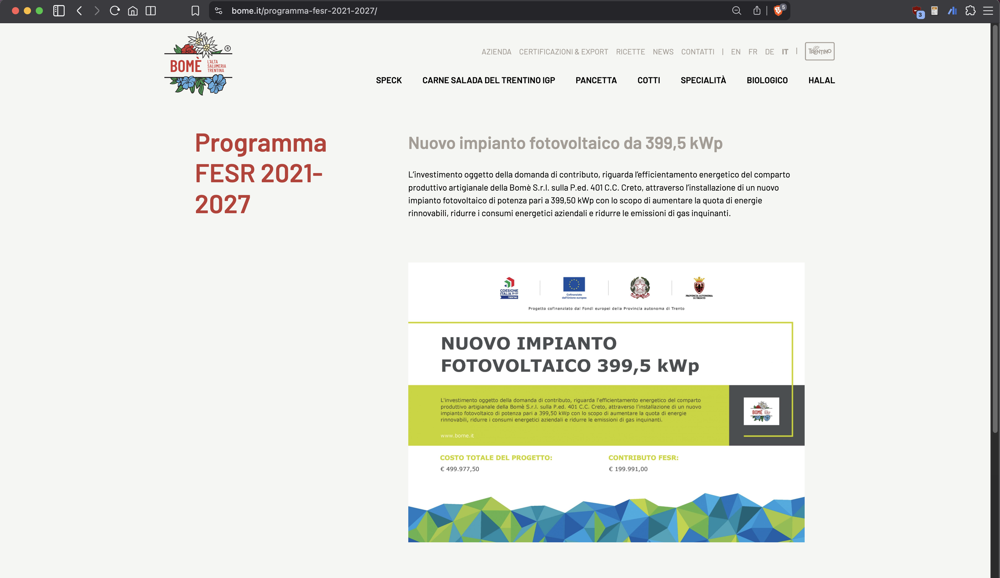 bome.it/programma-fesr-2021-2027/
5
3
®
BOMÈ
L'ALTA
SALUMERIA
TRENTINA
AZIENDA CERTIFICAZIONI & EXPORT RICETTE NEWS CONTATTI | EN FR DE IT |
TRENTINO
SPECK CARNE SALADA DEL TRENTINO IGP PANCETTA COTTI SPECIALITÀ BIOLOGICO HALAL
Programma
FESR 2021-
2027
Nuovo impianto fotovoltaico da 399,5 kWp
L’investimento oggetto della domanda di contributo, riguarda l’efficientamento energetico del comparto
produttivo artigianale della Bomè S.r.l. sulla P.ed. 401 C.C. Creto, attraverso l’installazione di un nuovo
impianto fotovoltaico di potenza pari a 399,50 kWp con lo scopo di aumentare la quota di energie
rinnovabili, ridurre i consumi energetici aziendali e ridurre le emissioni di gas inquinanti.
COESIONE
ITALIA 21-27
TRENTINO
Cofinanziato
dall'Unione europea
PROVINCIA AUTONOMA
DI TRENTO
Progetto cofinanziato dai Fondi europei della Provincia autonoma di Trento
NUOVO IMPIANTO
FOTOVOLTAICO 399,5 kWp
L'investimento oggetto della domanda di contributo, riguarda l'efficientamento energetico del comparto
produttivo artigianale della Bomè S.r.l. sulla P.ed. 401 C.C. Creto, attraverso l’installazione di un nuovo
impianto fotovoltaico di potenza pari a 399,50 kWp con lo scopo di aumentare la quota di energie
rinnovabili, ridurre i consumi energetici aziendali e ridurre le emissioni di gas inquinanti.
www.bome.it
BOMÈ
COSTO TOTALE DEL PROGETTO:
€ 499.977,50
CONTRIBUTO FESR:
€ 199.991,00